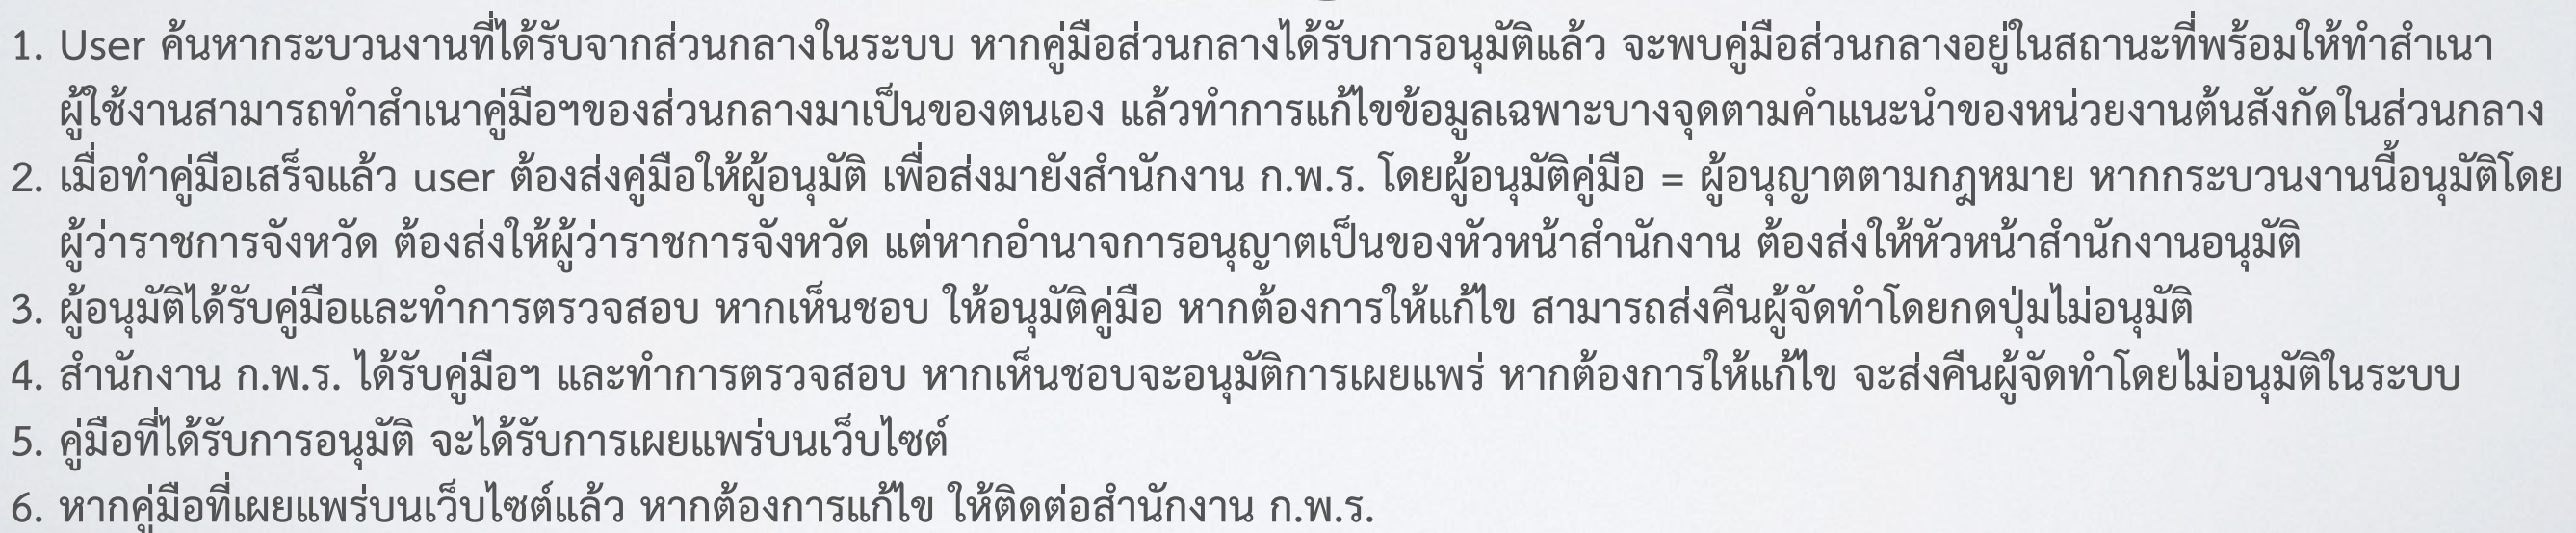 1. User ค้นหากระบวนงานที่ได้รับจากส่วนกลางในระบบ หากคู่มือส่วนกลางได้รับการอนุมัติแล้ว จะพบคู่มือส่วนกลางอยู่ในสถานะที่พร้อมให้ทำสำเนา
ผู้ใช้งานสามารถทำสำเนาคู่มือฯของส่วนกลางมาเป็นของตนเอง แล้วทำการแก้ไขข้อมูลเฉพาะบางจุดตามคำแนะนำของหน่วยงานต้นสังกัดในส่วนกลาง
2. เมื่อทำคู่มือเสร็จแล้ว user ต้องส่งคู่มือให้ผู้อนุมัติ เพื่อส่งมายังสำนักงาน ก.พ.ร. โดยผู้อนุมัติคู่มือ = ผู้อนุญาตตามกฎหมาย หากกระบวนงานนี้อนุมัติโดย
ผู้ว่าราชการจังหวัด ต้องส่งให้ผู้ว่าราชการจังหวัด แต่หากอำนาจการอนุญาตเป็นของหัวหน้าสำนักงาน ต้องส่งให้หัวหน้าสำนักงานอนุมัติ
3. ผู้อนุมัติได้รับคู่มือและทำการตรวจสอบ หากเห็นชอบ ให้อนุมัติคู่มือ หากต้องการให้แก้ไข สามารถส่งคืนผู้จัดทำโดยกดปุ่มไม่อนุมัติ
4. สำนักงาน ก.พ.ร. ได้รับคู่มือฯ และทำการตรวจสอบ หากเห็นชอบจะอนุมัติการเผยแพร่ หากต้องการให้แก้ไข จะส่งคืนผู้จัดทำโดยไม่อนุมัติในระบบ
5. คู่มือที่ได้รับการอนุมัติ จะได้รับการเผยแพร่บนเว็บไซต์
6. หากคู่มือที่เผยแพร่บนเว็บไซต์แล้ว หากต้องการแก้ไข ให้ติดต่อสำนักงาน ก.พ.ร.